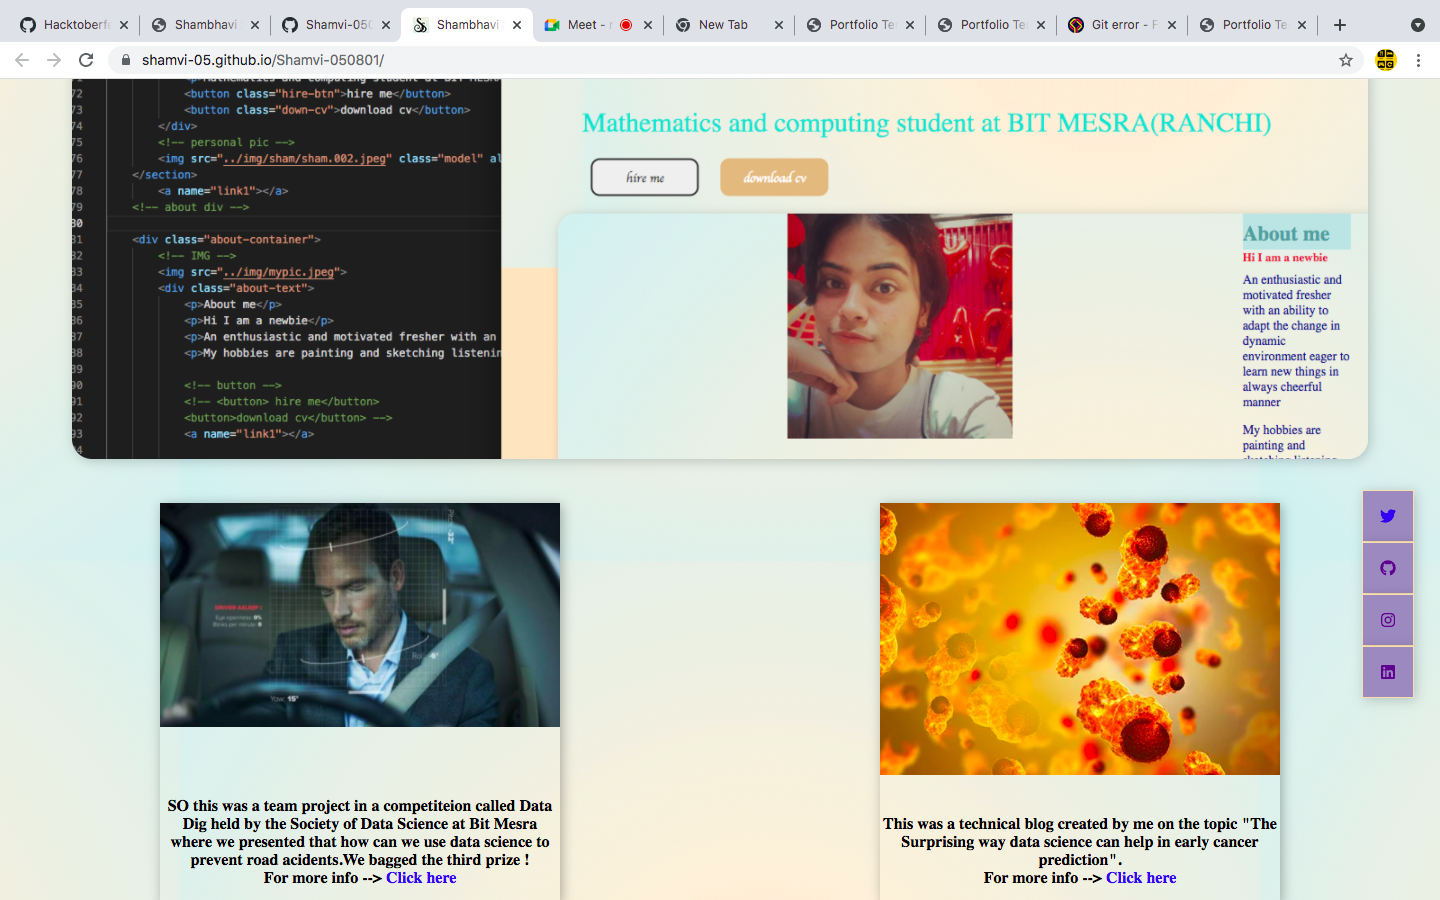 Hacktoberfe
Shambhavi
Shamvi-050
Shambhavi
Meet -
New Tab
Portfolio Te
Portfolio Te
Git error - F
Portfolio Te
shamvi-05.github.io/Shamvi-050801/
72 <button class="hire-btn">hire me</button>
73 <button class="down-cv">download cv</button>
74 </div>
75 <!-- personal pic -->
76 <img src="../img/sham/sham.002.jpeg" class="model" al
77 </section>
78 <a name="link1"></a>
79 <!-- about div -->
80
81 <div class="about-container">
82 <!-- IMG -->
83 <img src="../img/mypic.jpeg">
84 <div class="about-text">
85 <p>About me</p>
86 <p>Hi I am a newbie</p>
87 <p>An enthusiastic and motivated fresher with an
88 <p>My hobbies are painting and sketching listenin
89
90 <!-- button -->
91 <!-- <button> hire me</button>
92 <button>download cv</button> -->
93 <a name="link1"></a>
Mathematics and computing student at BIT MESRA(RANCHI)
hire me
download cv
About me
Hi I am a newbie
An enthusiastic and
motivated fresher
with an ability to
adapt the change in
dynamic
environment eager to
learn new things in
always cheerful
manner
My hobbies are
painting and
sketching listening
DRIVER ASLEEP !
Eye openness: 0%
Yaw: 15°
SO this was a team project in a competiteion called Data
Dig held by the Society of Data Science at Bit Mesra
where we presented that how can we use data science to
prevent road acidents.We bagged the third prize !
For more info --> Click here
This was a technical blog created by me on the topic "The
Surprising way data science can help in early cancer
prediction".
For more info --> Click here